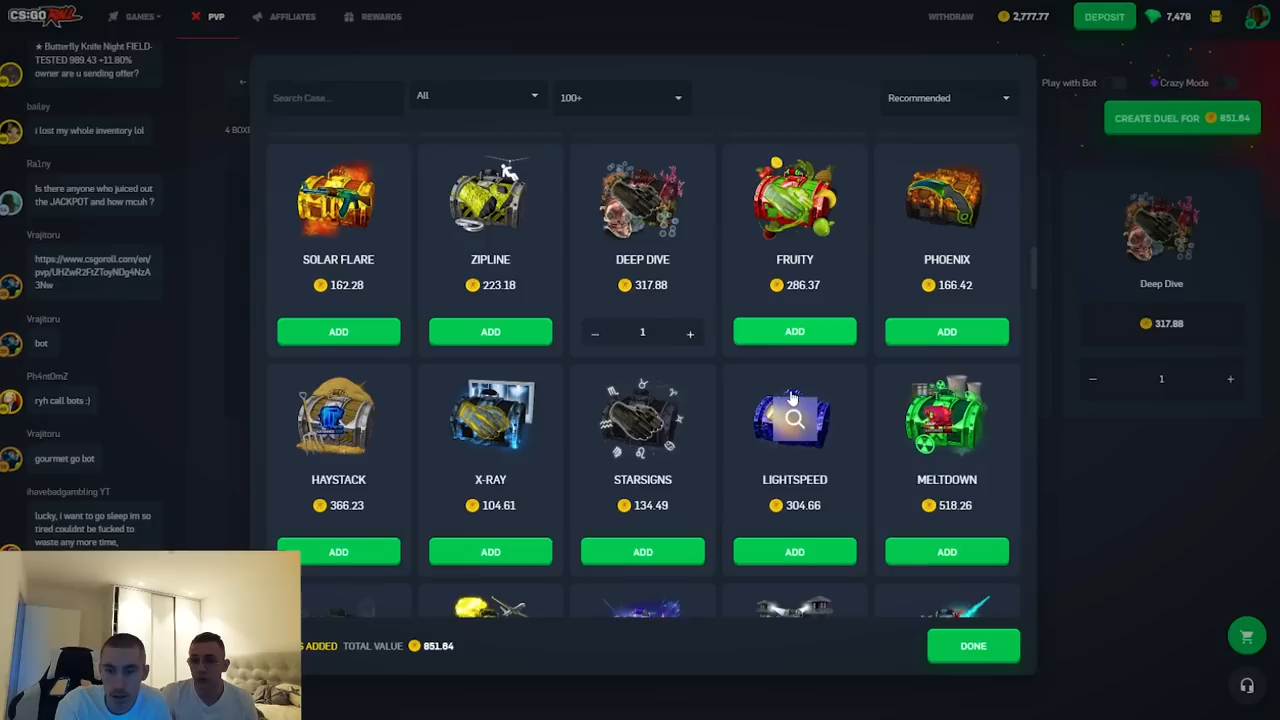 CS:GO ROLL
GAMES
PVP
AFFILIATES
REWARDS
WITHDRAW
2,777.77
DEPOSIT
7,479
★ Butterfly Knife Night FIELD-
TESTED 989.43 +11.80%
owner are u sending offer?
bailey
i lost my whole inventory lol
Ra1ny
Is there anyone who juiced out
the JACKPOT and how mcuh ?
Vrajitoru
https://www.csgoroll.com/en/
pvp/UHZwR2FtZToyNDg4NzA
3Nw
Vrajitoru
bot
Ph4nt0mZ
ryh call bots :)
Vrajitoru
gourmet go bot
ihavebadgambling YT
lucky, i want to go sleep im so
tired couldnt be fucked to
waste any more time,
4 BOXE
Search Case...
All
100+
Recommended
SOLAR FLARE
162.28
ADD
ZIPLINE
223.18
ADD
DEEP DIVE
317.88
– 1 +
FRUITY
286.37
ADD
PHOENIX
166.42
ADD
HAYSTACK
366.23
ADD
X-RAY
104.61
ADD
STARSIGNS
134.49
ADD
LIGHTSPEED
304.66
ADD
MELTDOWN
518.26
ADD
S ADDED TOTAL VALUE 851.64
DONE
Play with Bot
Crazy Mode
CREATE DUEL FOR 851.64
Deep Dive
317.88
– 1 +